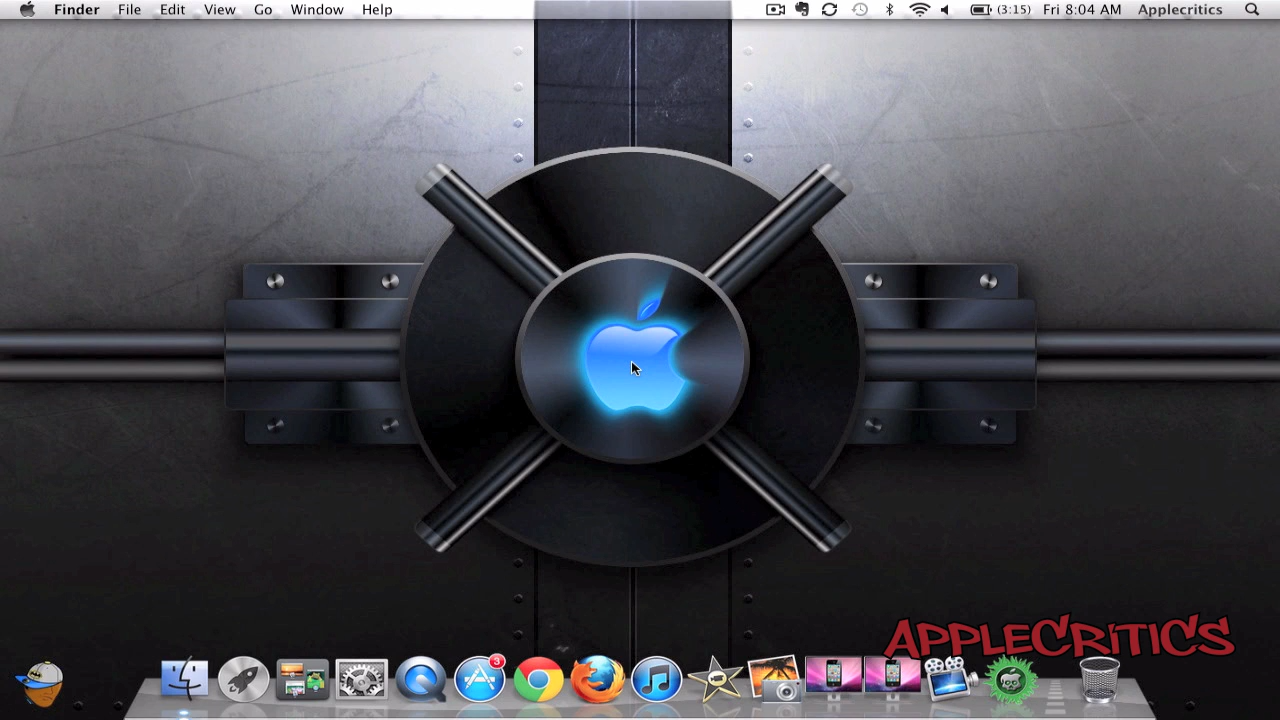 Finder File Edit View Go Window Help (3:15) Fri 8:04 AM Applecritics
APPLECRITICS
3